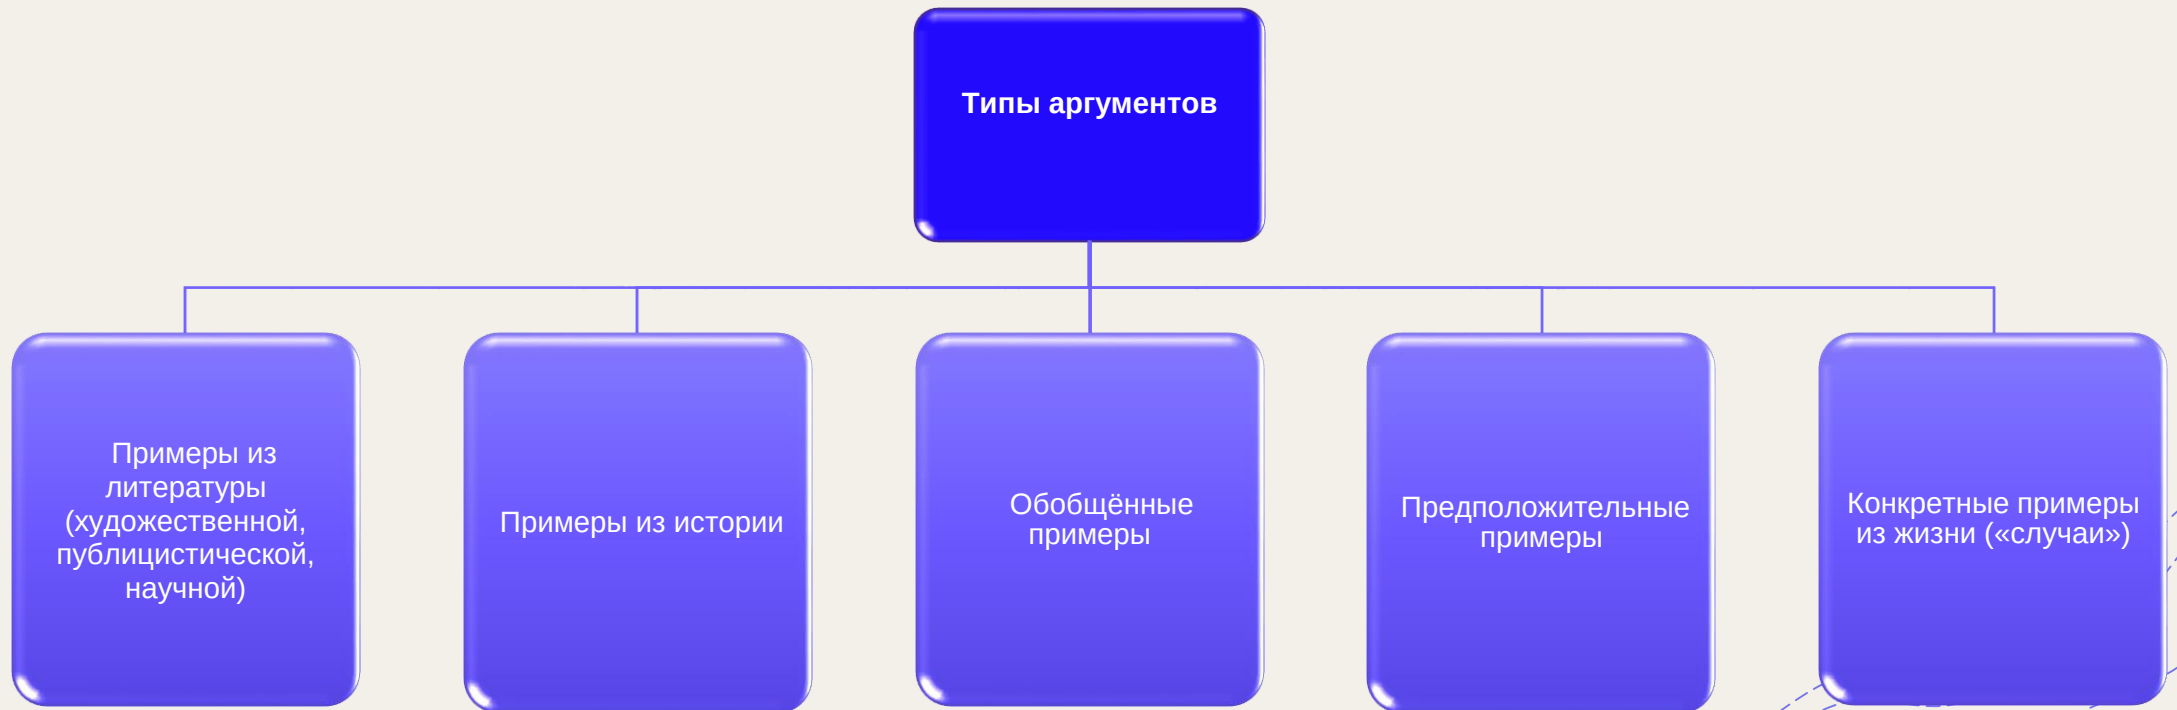 Типы аргументов
Примеры из
литературы
(художественной,
публицистической,
научной)
Примеры из истории
Обобщённые
примеры
Предположительные
примеры
Конкретные примеры
из жизни («случаи»)